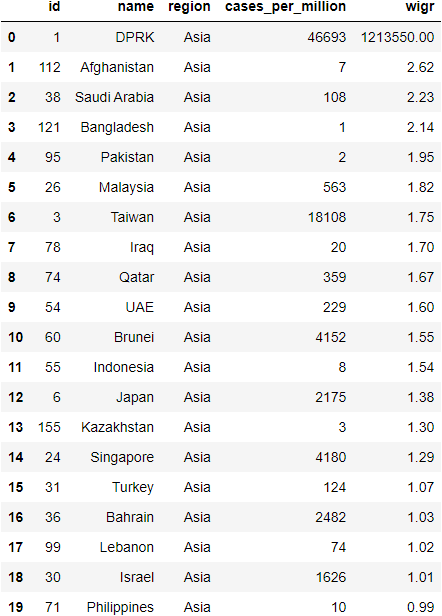 id name region cases_per_million wigr
0 1 DPRK Asia 46693 1213550.00
1 112 Afghanistan Asia 7 2.62
2 38 Saudi Arabia Asia 108 2.23
3 121 Bangladesh Asia 1 2.14
4 95 Pakistan Asia 2 1.95
5 26 Malaysia Asia 563 1.82
6 3 Taiwan Asia 18108 1.75
7 78 Iraq Asia 20 1.70
8 74 Qatar Asia 359 1.67
9 54 UAE Asia 229 1.60
10 60 Brunei Asia 4152 1.55
11 55 Indonesia Asia 8 1.54
12 6 Japan Asia 2175 1.38
13 155 Kazakhstan Asia 3 1.30
14 24 Singapore Asia 4180 1.29
15 31 Turkey Asia 124 1.07
16 36 Bahrain Asia 2482 1.03
17 99 Lebanon Asia 74 1.02
18 30 Israel Asia 1626 1.01
19 71 Philippines Asia 10 0.99